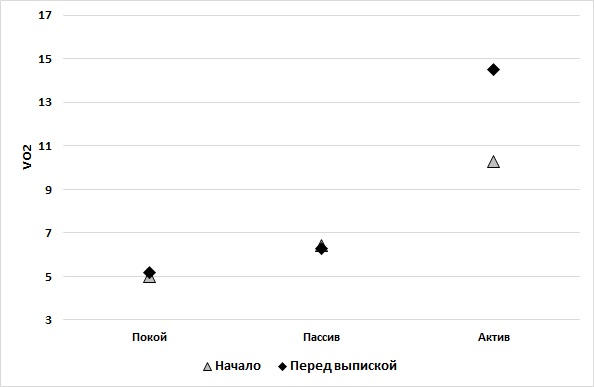 17
15
13
11
9
7
5
3
VO2
Покой
Пассив
Актив
Начало
Перед выпиской